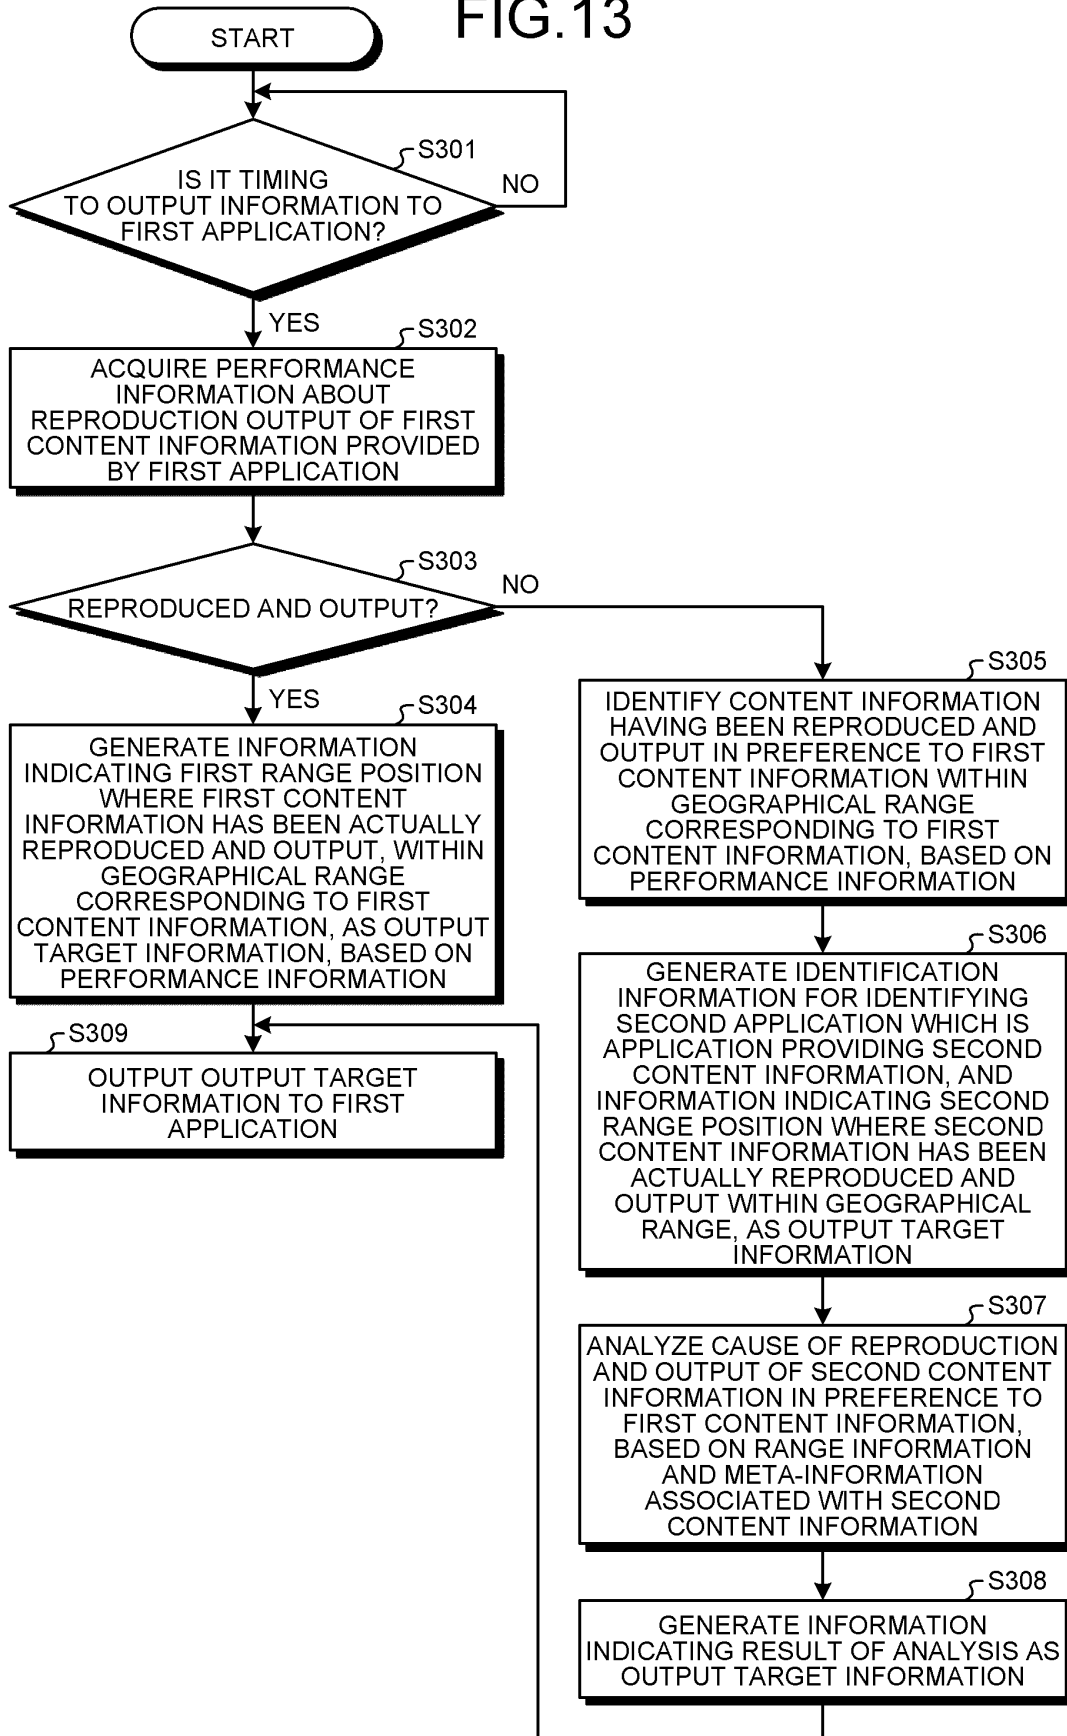 FIG.13
START
S301
IS IT TIMING
TO OUTPUT INFORMATION TO
FIRST APPLICATION?
NO
YES
S302
ACQUIRE PERFORMANCE
INFORMATION ABOUT
REPRODUCTION OUTPUT OF FIRST
CONTENT INFORMATION PROVIDED
BY FIRST APPLICATION
S303
REPRODUCED AND OUTPUT?
NO
YES
S304
GENERATE INFORMATION
INDICATING FIRST RANGE POSITION
WHERE FIRST CONTENT
INFORMATION HAS BEEN ACTUALLY
REPRODUCED AND OUTPUT, WITHIN
GEOGRAPHICAL RANGE
CORRESPONDING TO FIRST
CONTENT INFORMATION, AS OUTPUT
TARGET INFORMATION, BASED ON
PERFORMANCE INFORMATION
S309
OUTPUT OUTPUT TARGET
INFORMATION TO FIRST
APPLICATION
S305
IDENTIFY CONTENT INFORMATION
HAVING BEEN REPRODUCED AND
OUTPUT IN PREFERENCE TO FIRST
CONTENT INFORMATION WITHIN
GEOGRAPHICAL RANGE
CORRESPONDING TO FIRST
CONTENT INFORMATION, BASED ON
PERFORMANCE INFORMATION
S306
GENERATE IDENTIFICATION
INFORMATION FOR IDENTIFYING
SECOND APPLICATION WHICH IS
APPLICATION PROVIDING SECOND
CONTENT INFORMATION, AND
INFORMATION INDICATING SECOND
RANGE POSITION WHERE SECOND
CONTENT INFORMATION HAS BEEN
ACTUALLY REPRODUCED AND
OUTPUT WITHIN GEOGRAPHICAL
RANGE, AS OUTPUT TARGET
INFORMATION
S307
ANALYZE CAUSE OF REPRODUCTION
AND OUTPUT OF SECOND CONTENT
INFORMATION IN PREFERENCE TO
FIRST CONTENT INFORMATION,
BASED ON RANGE INFORMATION
AND META-INFORMATION
ASSOCIATED WITH SECOND
CONTENT INFORMATION
S308
GENERATE INFORMATION
INDICATING RESULT OF ANALYSIS AS
OUTPUT TARGET INFORMATION